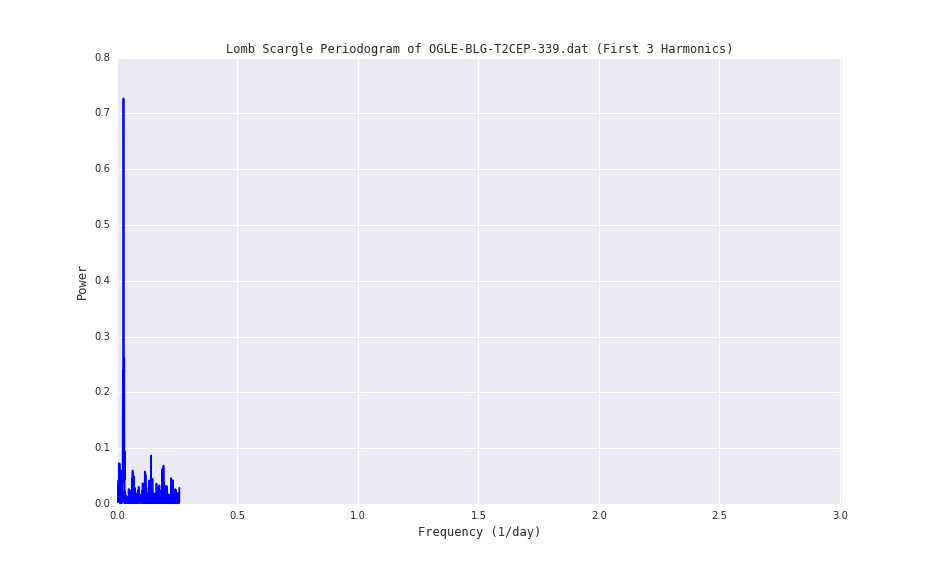 Lomb Scargle Periodogram of OGLE-BLG-T2CEP-339.dat (First 3 Harmonics)
0.8
0.7
0.6
0.5
0.4
0.3
0.2
0.1
0.0
Power
0.0 0.5 1.0 1.5 2.0 2.5 3.0
Frequency (1/day)